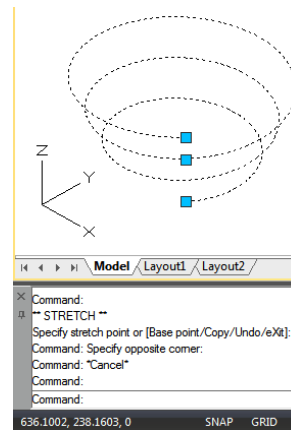 Z
Y
X
Model Layout1 Layout2
Command:
** STRETCH **
Specify stretch point or [Base point/Copy/Undo/eXit]:
Command: Specify opposite corner:
Command: *Cancel*
Command:
Command:
636.1002, 238.1603, 0 SNAP GRID